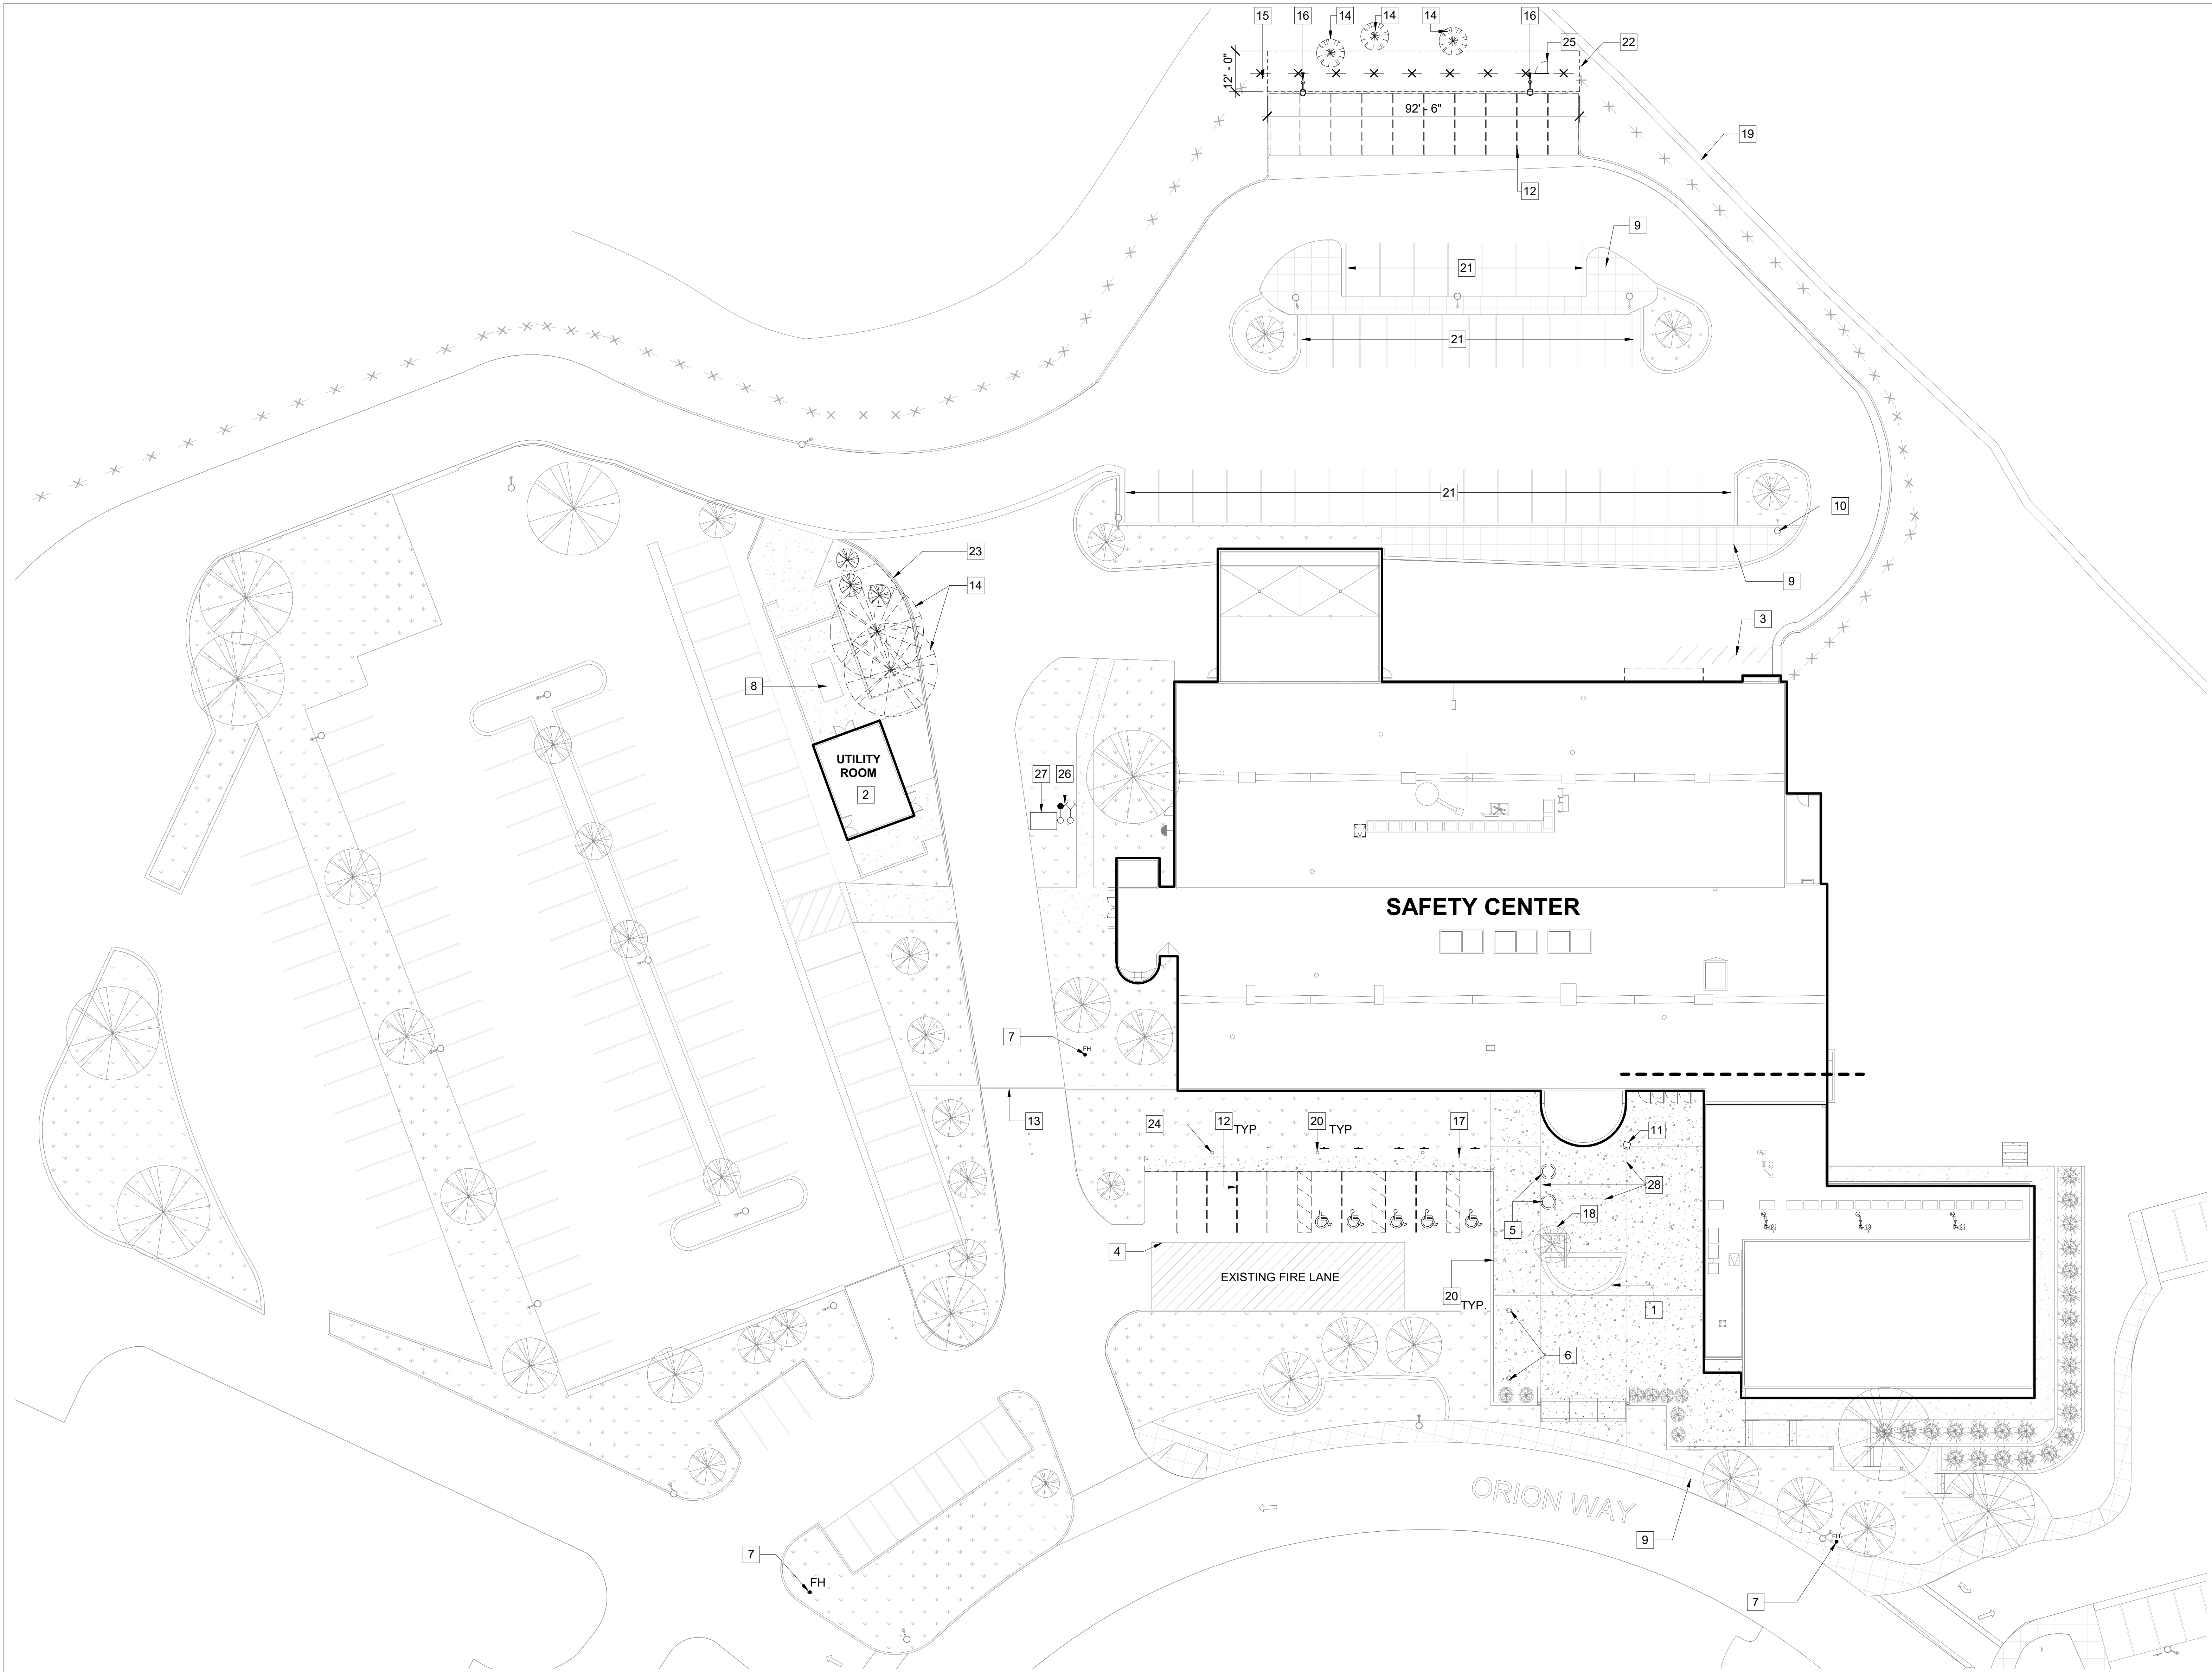 15 16 14 14 14 16
25 22
12' - 0"
92' - 6"
19
12
9
21
21
21
10
23
9
14
3
8
UTILITY
ROOM
2
27 26
SAFETY CENTER
7
FH
13
24 12 TYP 20 TYP 17 11
28
12
5 18
4
EXISTING FIRE LANE
20 TYP.
1
6
ORION WAY
9
FH
7
FH
7